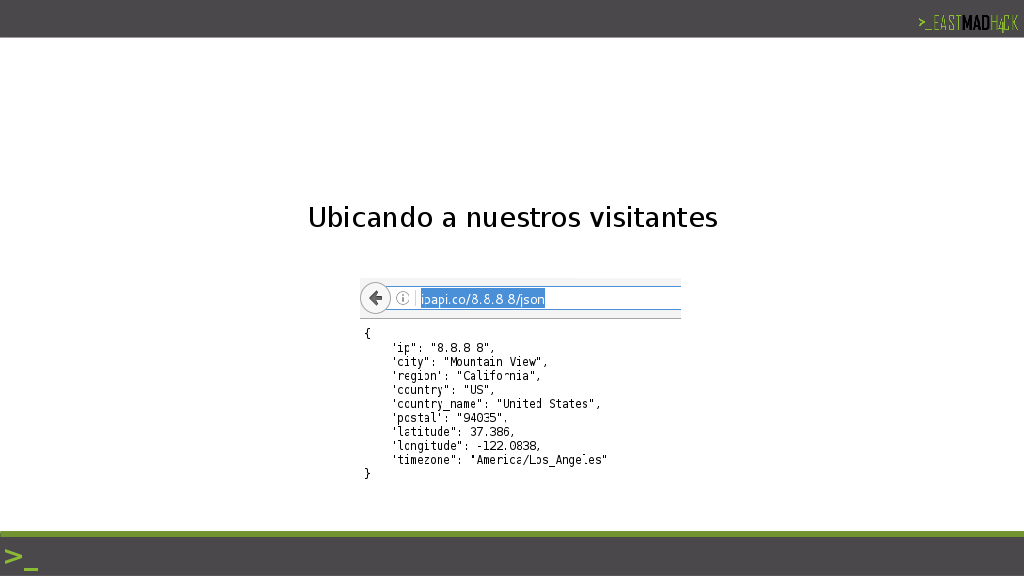 >_EASTMADH4CK
Ubicando a nuestros visitantes
ipapi.co/8.8.8.8/json
{
"ip": "8.8.8.8",
"city": "Mountain View",
"region": "California",
"country": "US",
"country_name": "United States",
"postal": "94035",
"latitude": 37.386,
"longitude": -122.0838,
"timezone": "America/Los_Angeles"
}
>_